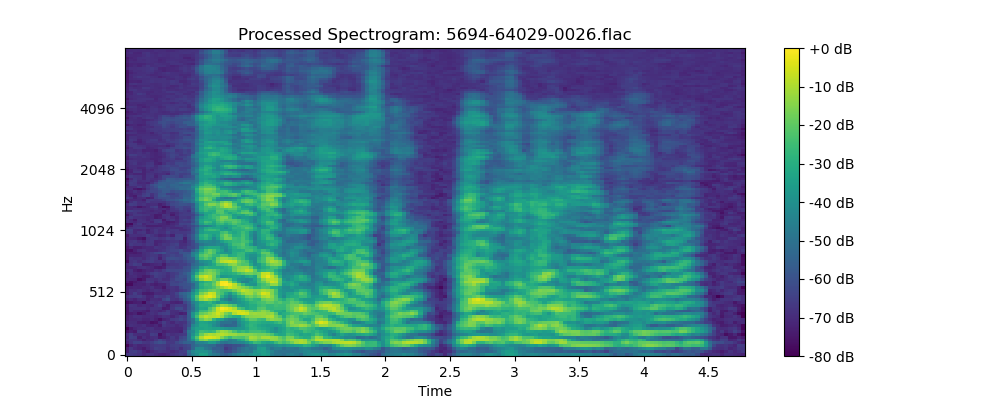 Processed Spectrogram: 5694-64029-0026.flac
Hz
4096
2048
1024
512
0
0 0.5 1 1.5 2 2.5 3 3.5 4 4.5
Time
+0 dB
-10 dB
-20 dB
-30 dB
-40 dB
-50 dB
-60 dB
-70 dB
-80 dB